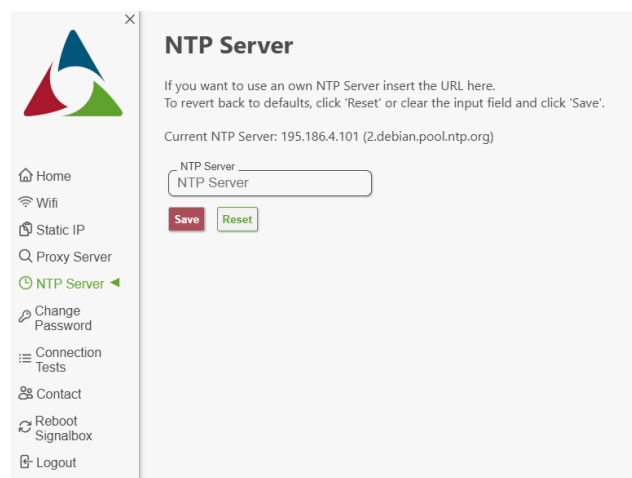 NTP Server
If you want to use an own NTP Server insert the URL here.
To revert back to defaults, click 'Reset' or clear the input field and click 'Save'.
Current NTP Server: 195.186.4.101 (2.debian.pool.ntp.org)
NTP Server
NTP Server
Save
Reset
Home
Wifi
Static IP
Proxy Server
NTP Server
Change
Password
Connection
Tests
Contact
Reboot
Signalbox
Logout